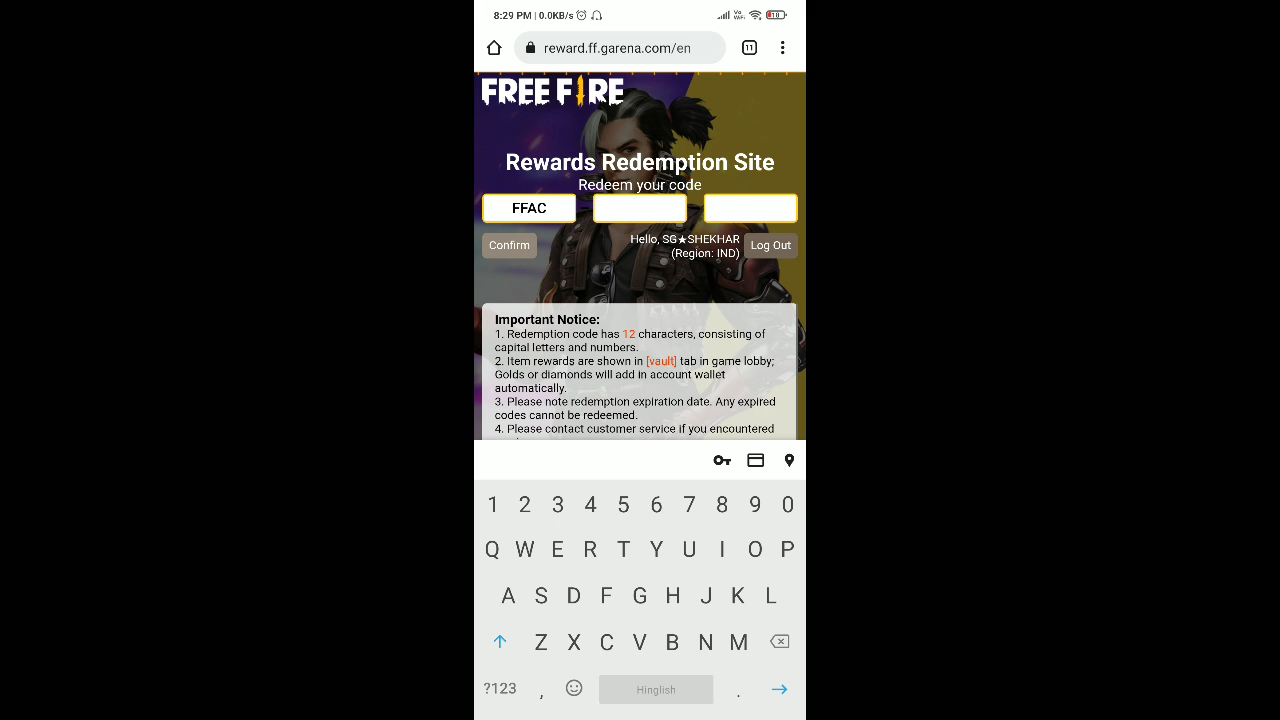 8:29 PM | 0.0KB/s
Vo WiFi
18
reward.ff.garena.com/en
11
FREE FIRE
Rewards Redemption Site
Redeem your code
FFAC
Confirm
Hello, SG★SHEKHAR
(Region: IND)
Log Out
Important Notice:
1. Redemption code has 12 characters, consisting of
capital letters and numbers.
2. Item rewards are shown in [vault] tab in game lobby;
Golds or diamonds will add in account wallet
automatically.
3. Please note redemption expiration date. Any expired
codes cannot be redeemed.
4. Please contact customer service if you encountered
1 2 3 4 5 6 7 8 9 0
Q W E R T Y U I O P
A S D F G H J K L
Z X C V B N M
?123 , Hinglish .